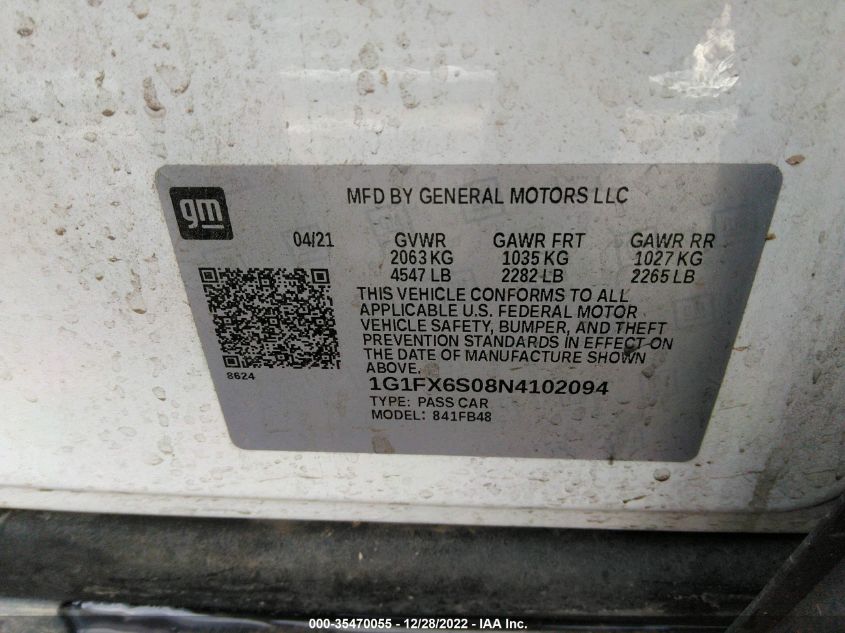 gm
MFD BY GENERAL MOTORS LLC
04/21 GVWR GAWR FRT GAWR RR
2063 KG 1035 KG 1027 KG
4547 LB 2282 LB 2265 LB
THIS VEHICLE CONFORMS TO ALL
APPLICABLE U.S. FEDERAL MOTOR
VEHICLE SAFETY, BUMPER, AND THEFT
PREVENTION STANDARDS IN EFFECT ON
THE DATE OF MANUFACTURE SHOWN
ABOVE.
8624
1G1FX6S08N4102094
TYPE: PASS CAR
MODEL: 841FB48
000-35470055 - 12/28/2022 - IAA Inc.